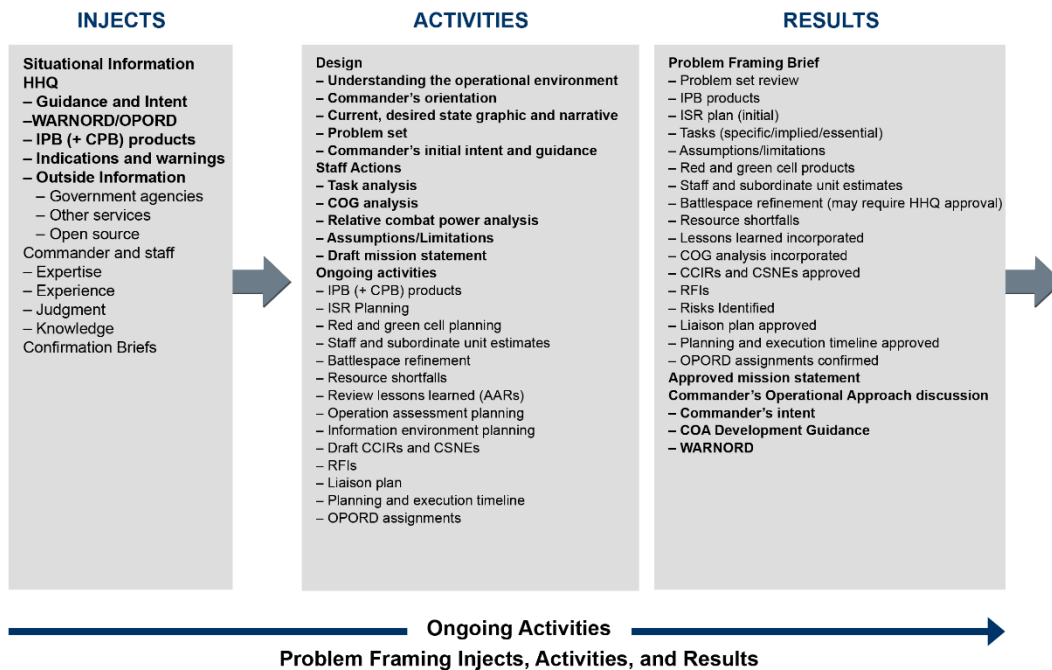 INJECTS
Situational Information
HHQ
– Guidance and Intent
–WARNORD/OPORD
– IPB (+ CPB) products
– Indications and warnings
– Outside Information
– Government agencies
– Other services
– Open source
Commander and staff
– Expertise
– Experience
– Judgment
– Knowledge
Confirmation Briefs
ACTIVITIES
Design
– Understanding the operational environment
– Commander's orientation
– Current, desired state graphic and narrative
– Problem set
– Commander's initial intent and guidance
Staff Actions
– Task analysis
– COG analysis
– Relative combat power analysis
– Assumptions/Limitations
– Draft mission statement
Ongoing activities
– IPB (+ CPB) products
– ISR Planning
– Red and green cell planning
– Staff and subordinate unit estimates
– Battlespace refinement
– Resource shortfalls
– Review lessons learned (AARs)
– Operation assessment planning
– Information environment planning
– Draft CCIRs and CSNEs
– RFIs
– Liaison plan
– Planning and execution timeline
– OPORD assignments
RESULTS
Problem Framing Brief
– Problem set review
– IPB products
– ISR plan (initial)
– Tasks (specific/implied/essential)
– Assumptions/limitations
– Red and green cell products
– Staff and subordinate unit estimates
– Battlespace refinement (may require HHQ approval)
– Resource shortfalls
– Lessons learned incorporated
– COG analysis incorporated
– CCIRs and CSNEs approved
– RFIs
– Risks Identified
– Liaison plan approved
– Planning and execution timeline approved
– OPORD assignments confirmed
Approved mission statement
Commander's Operational Approach discussion
– Commander's intent
– COA Development Guidance
– WARNORD
Ongoing Activities
Problem Framing Injects, Activities, and Results